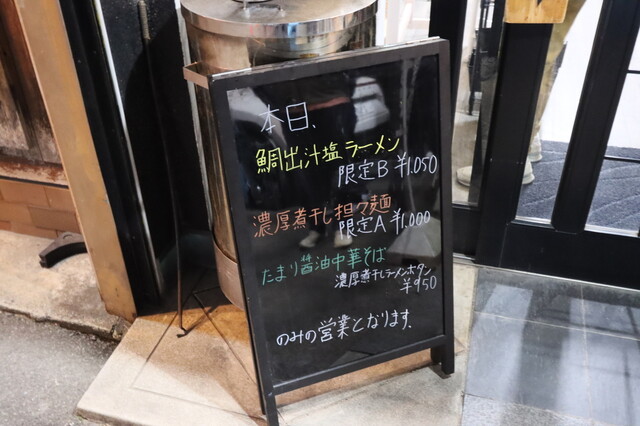 本日、
鯛出汁塩ラーメン
限定B ¥1.050
濃厚煮干し担々麺
限定A ¥1.000
たまり醤油中華そば
濃厚煮干しラーメンボタン
¥950
のみの営業となります.